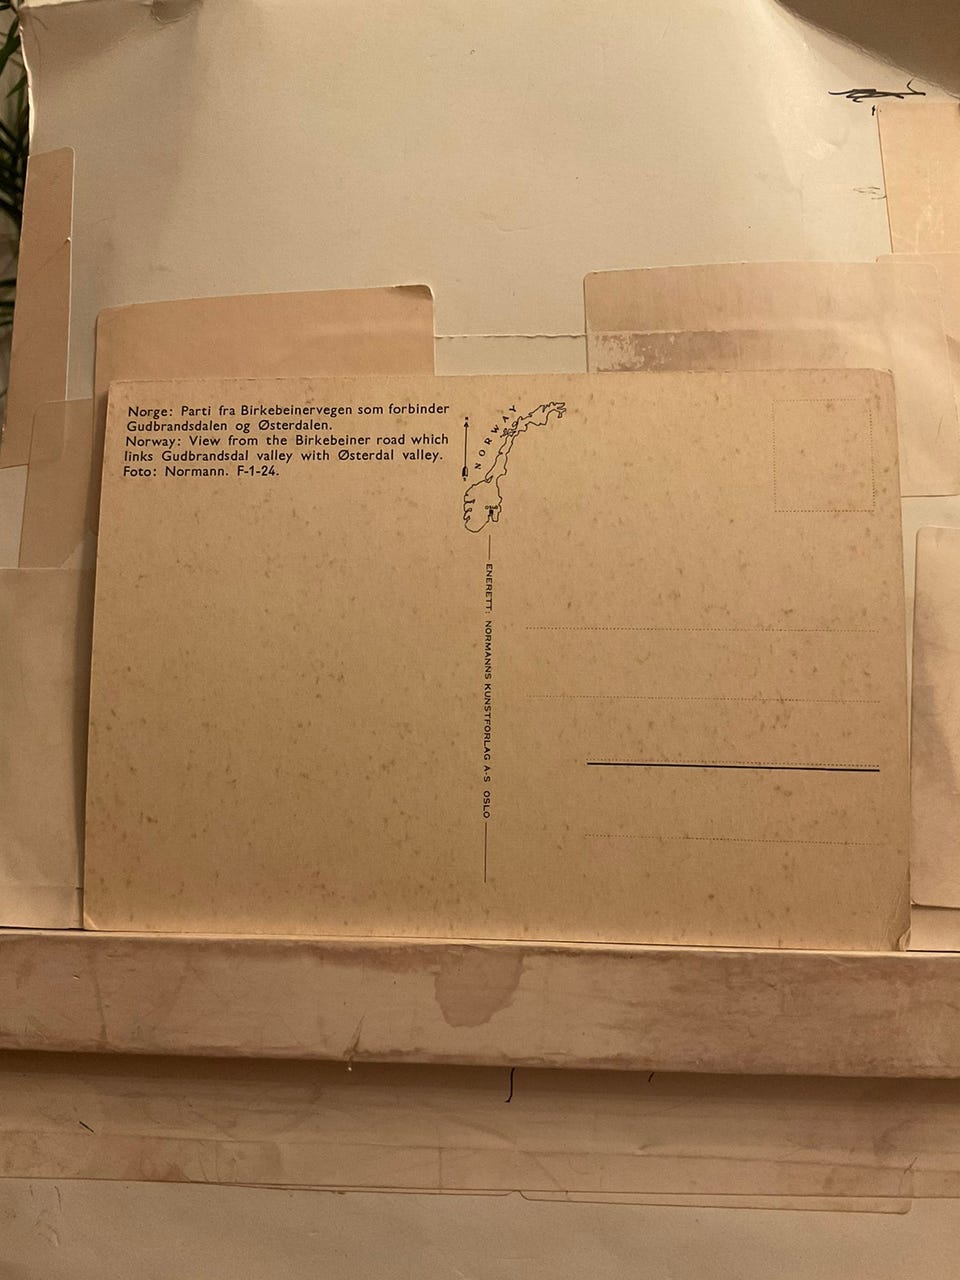 Norge: Parti fra Birkebeinervegen som forbinder
Gudbrandsdalen og Østerdalen.
Norway: View from the Birkebeiner road which
links Gudbrandsdal valley with Østerdal valley.
Foto: Normann. F-1-24.
NORWAY
ENERETT: NORMANNS KUNSTFORLAG A-S OSLO